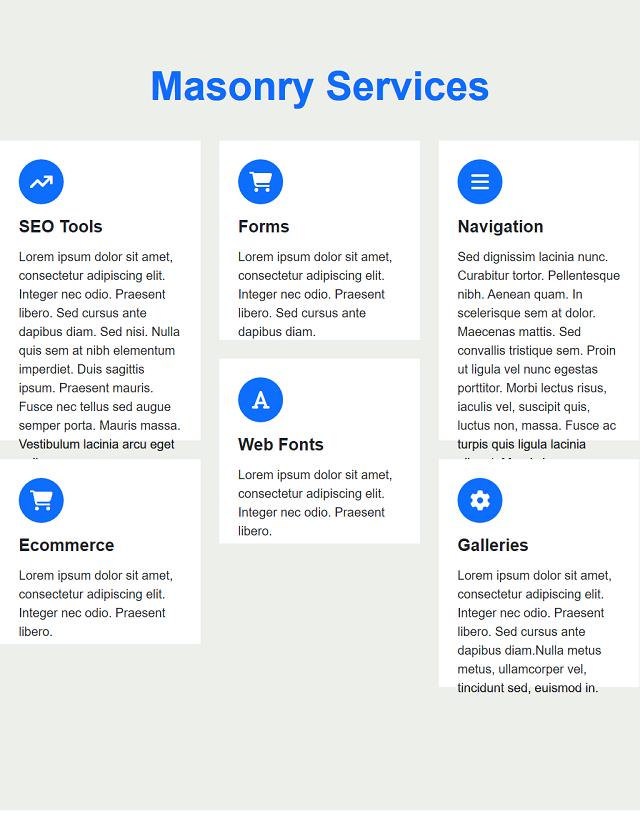 Masonry Services
SEO Tools
Lorem ipsum dolor sit amet,
consectetur adipiscing elit.
Integer nec odio. Praesent
libero. Sed cursus ante
dapibus diam. Sed nisi. Nulla
quis sem at nibh elementum
imperdiet. Duis sagittis
ipsum. Praesent mauris.
Fusce nec tellus sed augue
semper porta. Mauris massa.
Vestibulum lacinia arcu eget
Forms
Lorem ipsum dolor sit amet,
consectetur adipiscing elit.
Integer nec odio. Praesent
libero. Sed cursus ante
dapibus diam.
Navigation
Sed dignissim lacinia nunc.
Curabitur tortor. Pellentesque
nibh. Aenean quam. In
scelerisque sem at dolor.
Maecenas mattis. Sed
convallis tristique sem. Proin
ut ligula vel nunc egestas
porttitor. Morbi lectus risus,
iaculis vel, suscipit quis,
luctus non, massa. Fusce ac
turpis quis ligula lacinia
Web Fonts
Lorem ipsum dolor sit amet,
consectetur adipiscing elit.
Integer nec odio. Praesent
libero.
Ecommerce
Lorem ipsum dolor sit amet,
consectetur adipiscing elit.
Integer nec odio. Praesent
libero.
Galleries
Lorem ipsum dolor sit amet,
consectetur adipiscing elit.
Integer nec odio. Praesent
libero. Sed cursus ante
dapibus diam.Nulla metus
metus, ullamcorper vel,
tincidunt sed, euismod in.